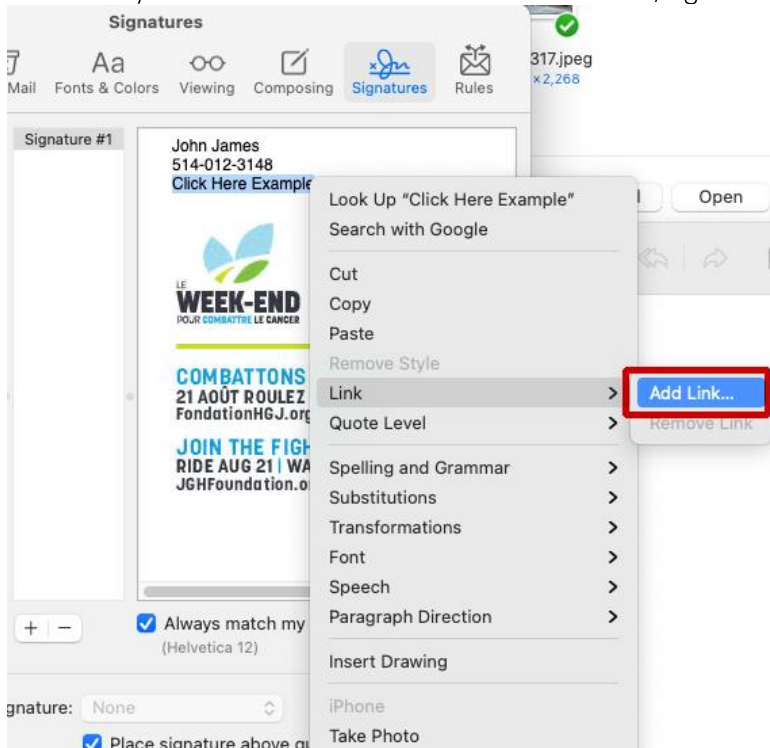 Signatures
Mail
Fonts & Colors
Viewing
Composing
Signatures
Rules
317.jpeg
×2,268
Signature #1
John James
514-012-3148
Click Here Example
LE
WEEK-END
POUR COMBATTRE LE CANCER
COMBATTONS
21 AOÛT ROULEZ
FondationHGJ.org
JOIN THE FIGH
RIDE AUG 21 | WA
JGHFoundation.o
Look Up “Click Here Example”
Search with Google
Cut
Copy
Paste
Remove Style
Link
Quote Level
Spelling and Grammar
Substitutions
Transformations
Font
Speech
Paragraph Direction
Insert Drawing
iPhone
Take Photo
Add Link...
Remove Link
Open
+ −
Always match my
(Helvetica 12)
gnature: None
Place signature above qu